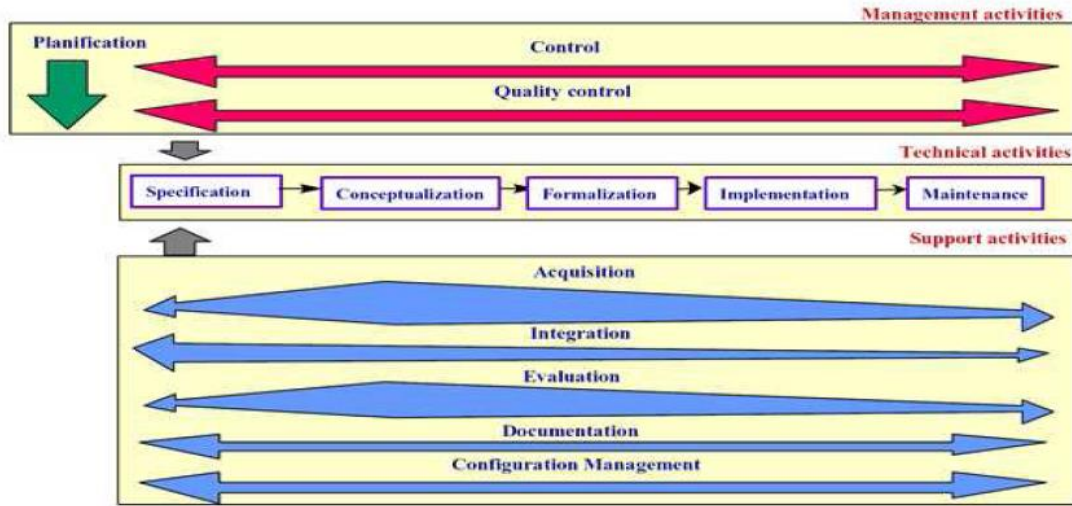 Management activities
Planification
Control
Quality control
Technical activities
Specification
Conceptualization
Formalization
Implementation
Maintenance
Support activities
Acquisition
Integration
Evaluation
Documentation
Configuration Management